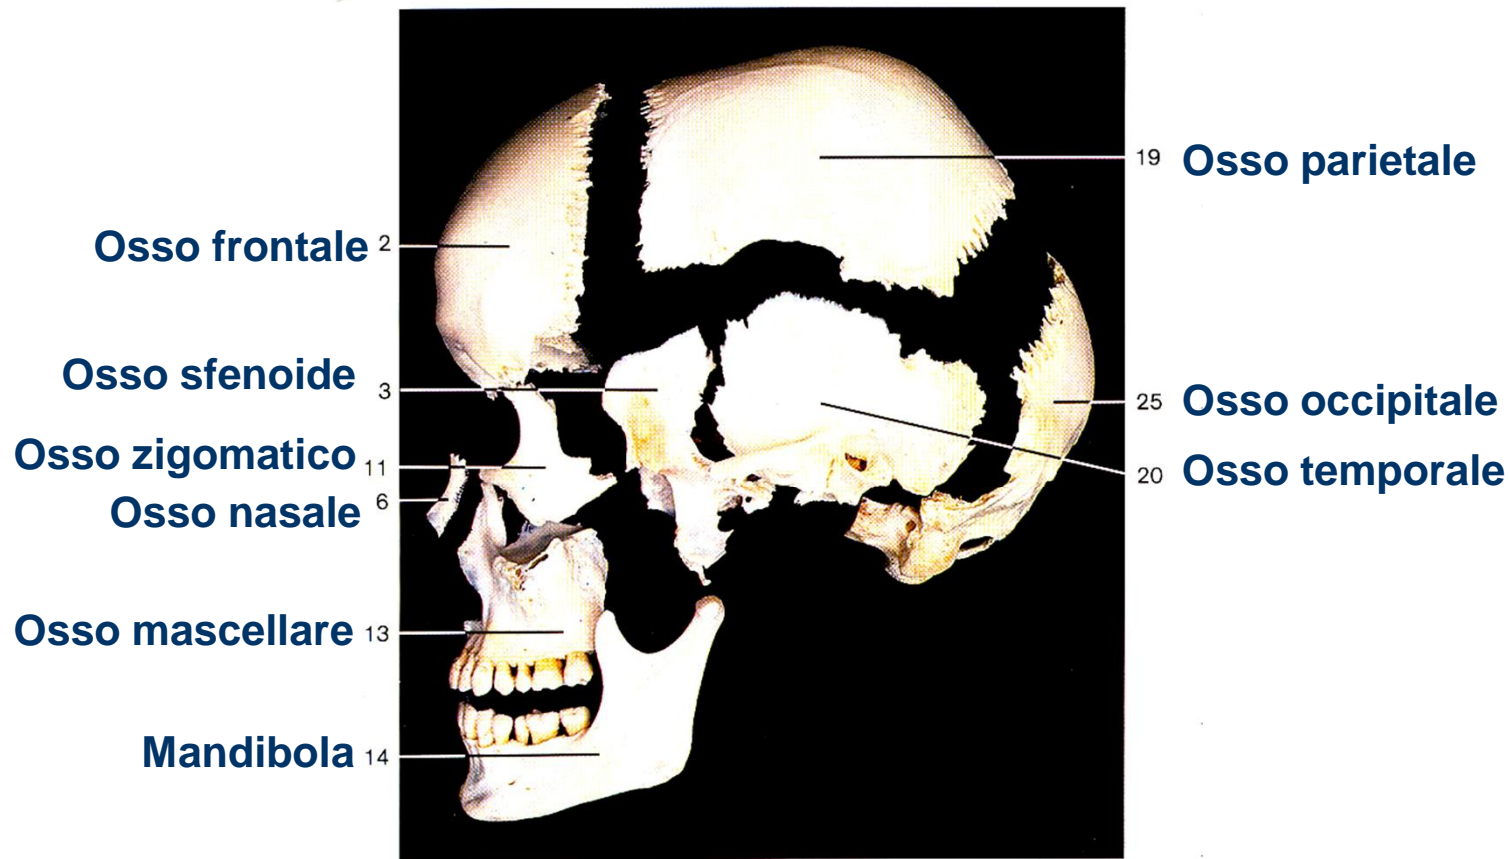 19 Osso parietale
Osso frontale 2
Osso sfenoide 3
25 Osso occipitale
Osso zigomatico 11
20 Osso temporale
Osso nasale 6
Osso mascellare 13
Mandibola 14